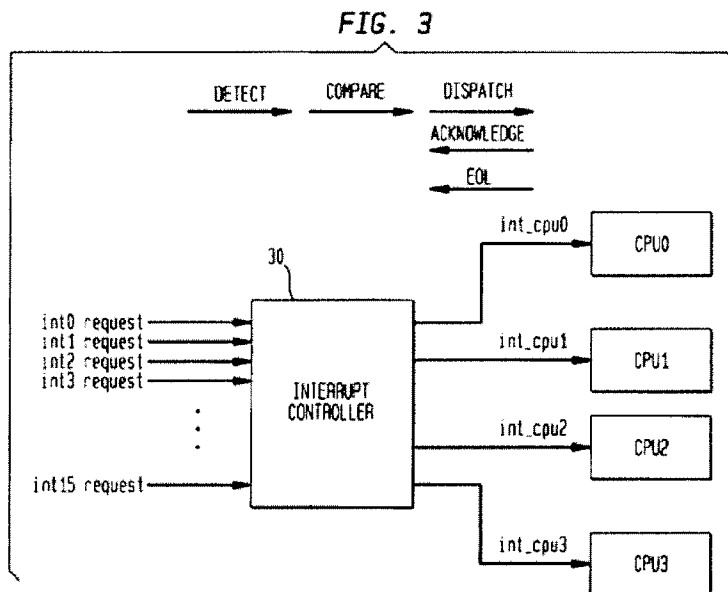 FIG. 3
DETECT
COMPARE
DISPATCH
ACKNOWLEDGE
EOL
30
int0 request
int1 request
int2 request
int3 request
int15 request
INTERRUPT
CONTROLLER
int_cpu0
CPU0
int_cpu1
CPU1
int_cpu2
CPU2
int_cpu3
CPU3